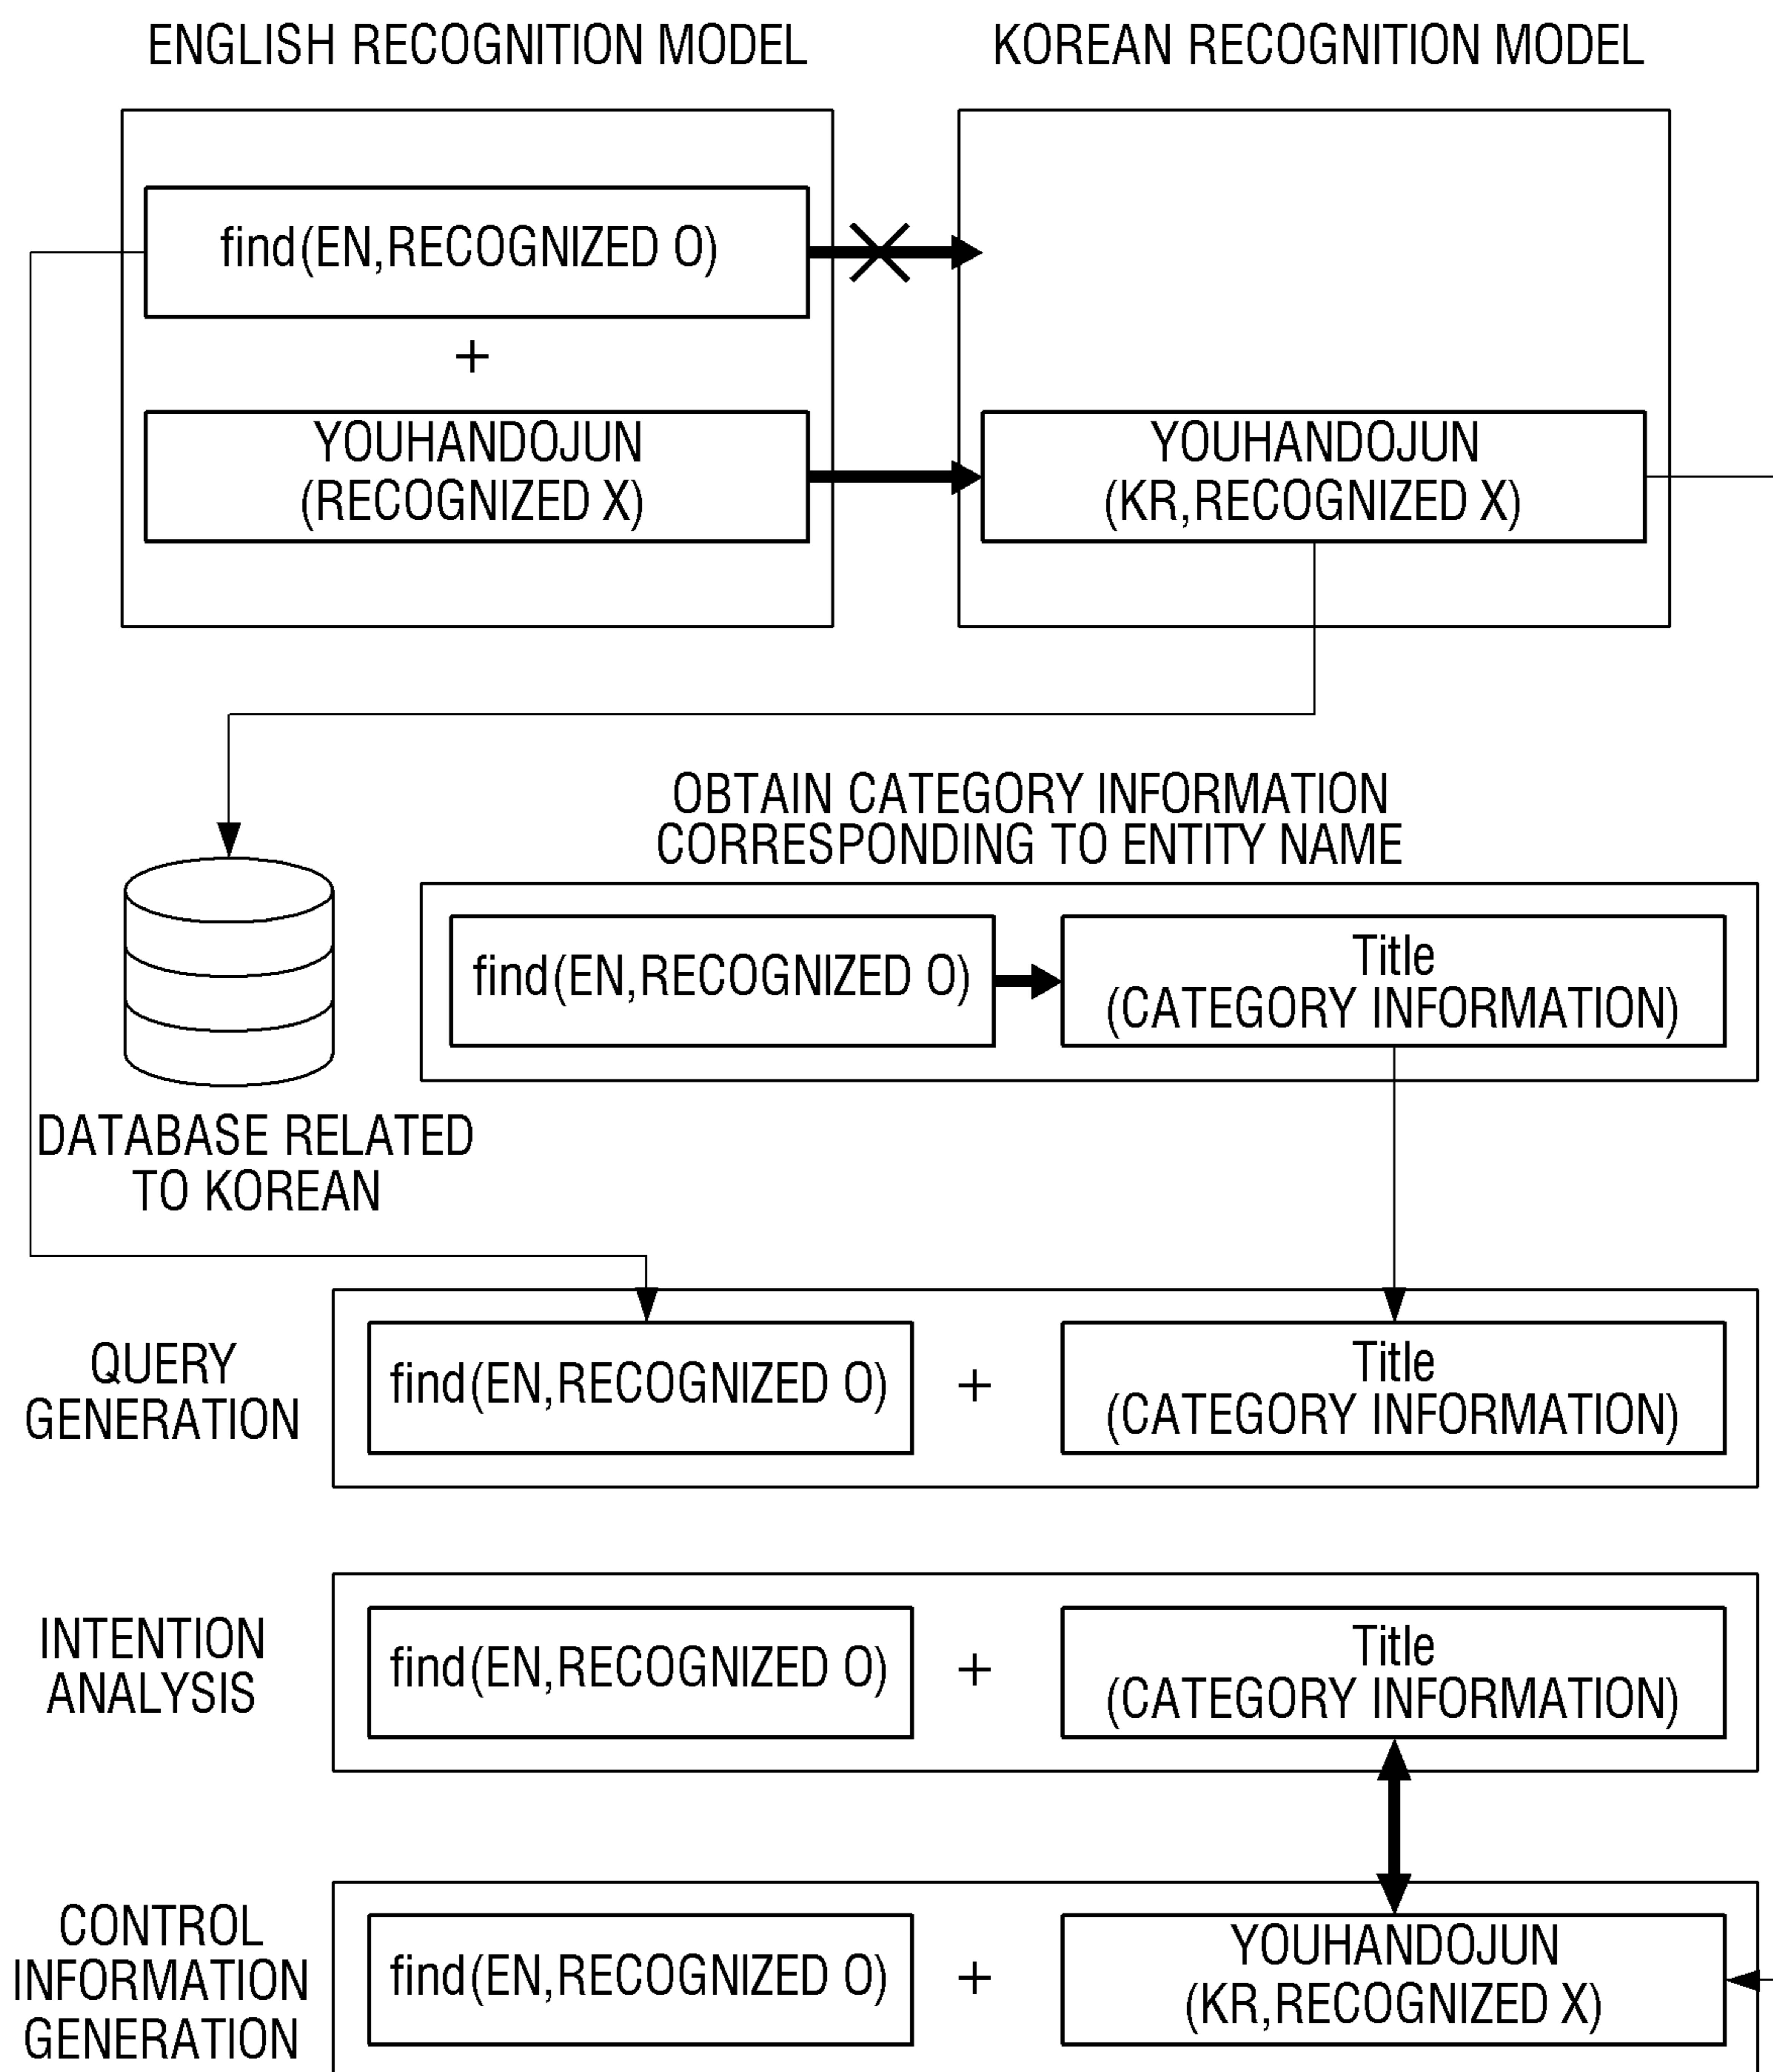 ENGLISH RECOGNITION MODEL
KOREAN RECOGNITION MODEL
find(EN,RECOGNIZED O)
+
YOUHANDOJUN
(RECOGNIZED X)
YOUHANDOJUN
(KR,RECOGNIZED X)
OBTAIN CATEGORY INFORMATION
CORRESPONDING TO ENTITY NAME
find(EN,RECOGNIZED O)
Title
(CATEGORY INFORMATION)
DATABASE RELATED
TO KOREAN
QUERY
GENERATION
find(EN,RECOGNIZED O)
+
Title
(CATEGORY INFORMATION)
INTENTION
ANALYSIS
find(EN,RECOGNIZED O)
+
Title
(CATEGORY INFORMATION)
CONTROL
INFORMATION
GENERATION
find(EN,RECOGNIZED O)
+
YOUHANDOJUN
(KR,RECOGNIZED X)